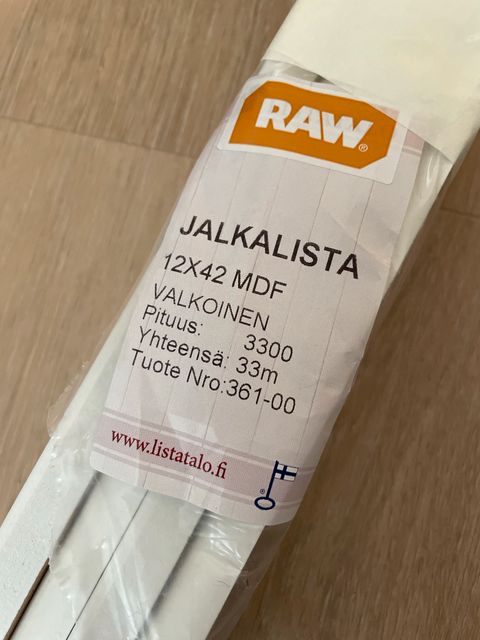 RAW®
JALKALISTA
12X42 MDF
VALKOINEN
Pituus: 3300
Yhteensä: 33m
Tuote Nro:361-00
www.listatalo.fi
®